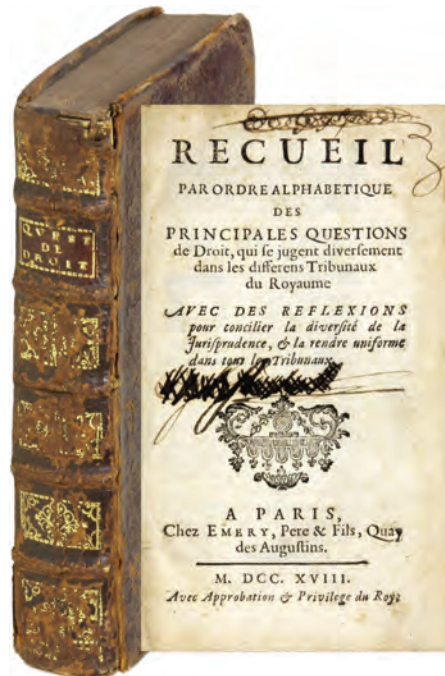 QVEST
DE
DROIT
RECUEIL
PAR ORDRE ALPHABETIQUE
DES
PRINCIPALES QUESTIONS
de Droit, qui se jugent diversement
dans les differens Tribunaux
du Royaume
AVEC DES REFLEXIONS
pour concilier la diversité de la
Jurisprudence, & la rendre uniforme
dans tous les Tribunaux.
A PARIS,
Chez EMERY, Pere & Fils, Quay
des Augustins.
M. DCC. XVIII.
Avec Approbation & Privilege du Roy.